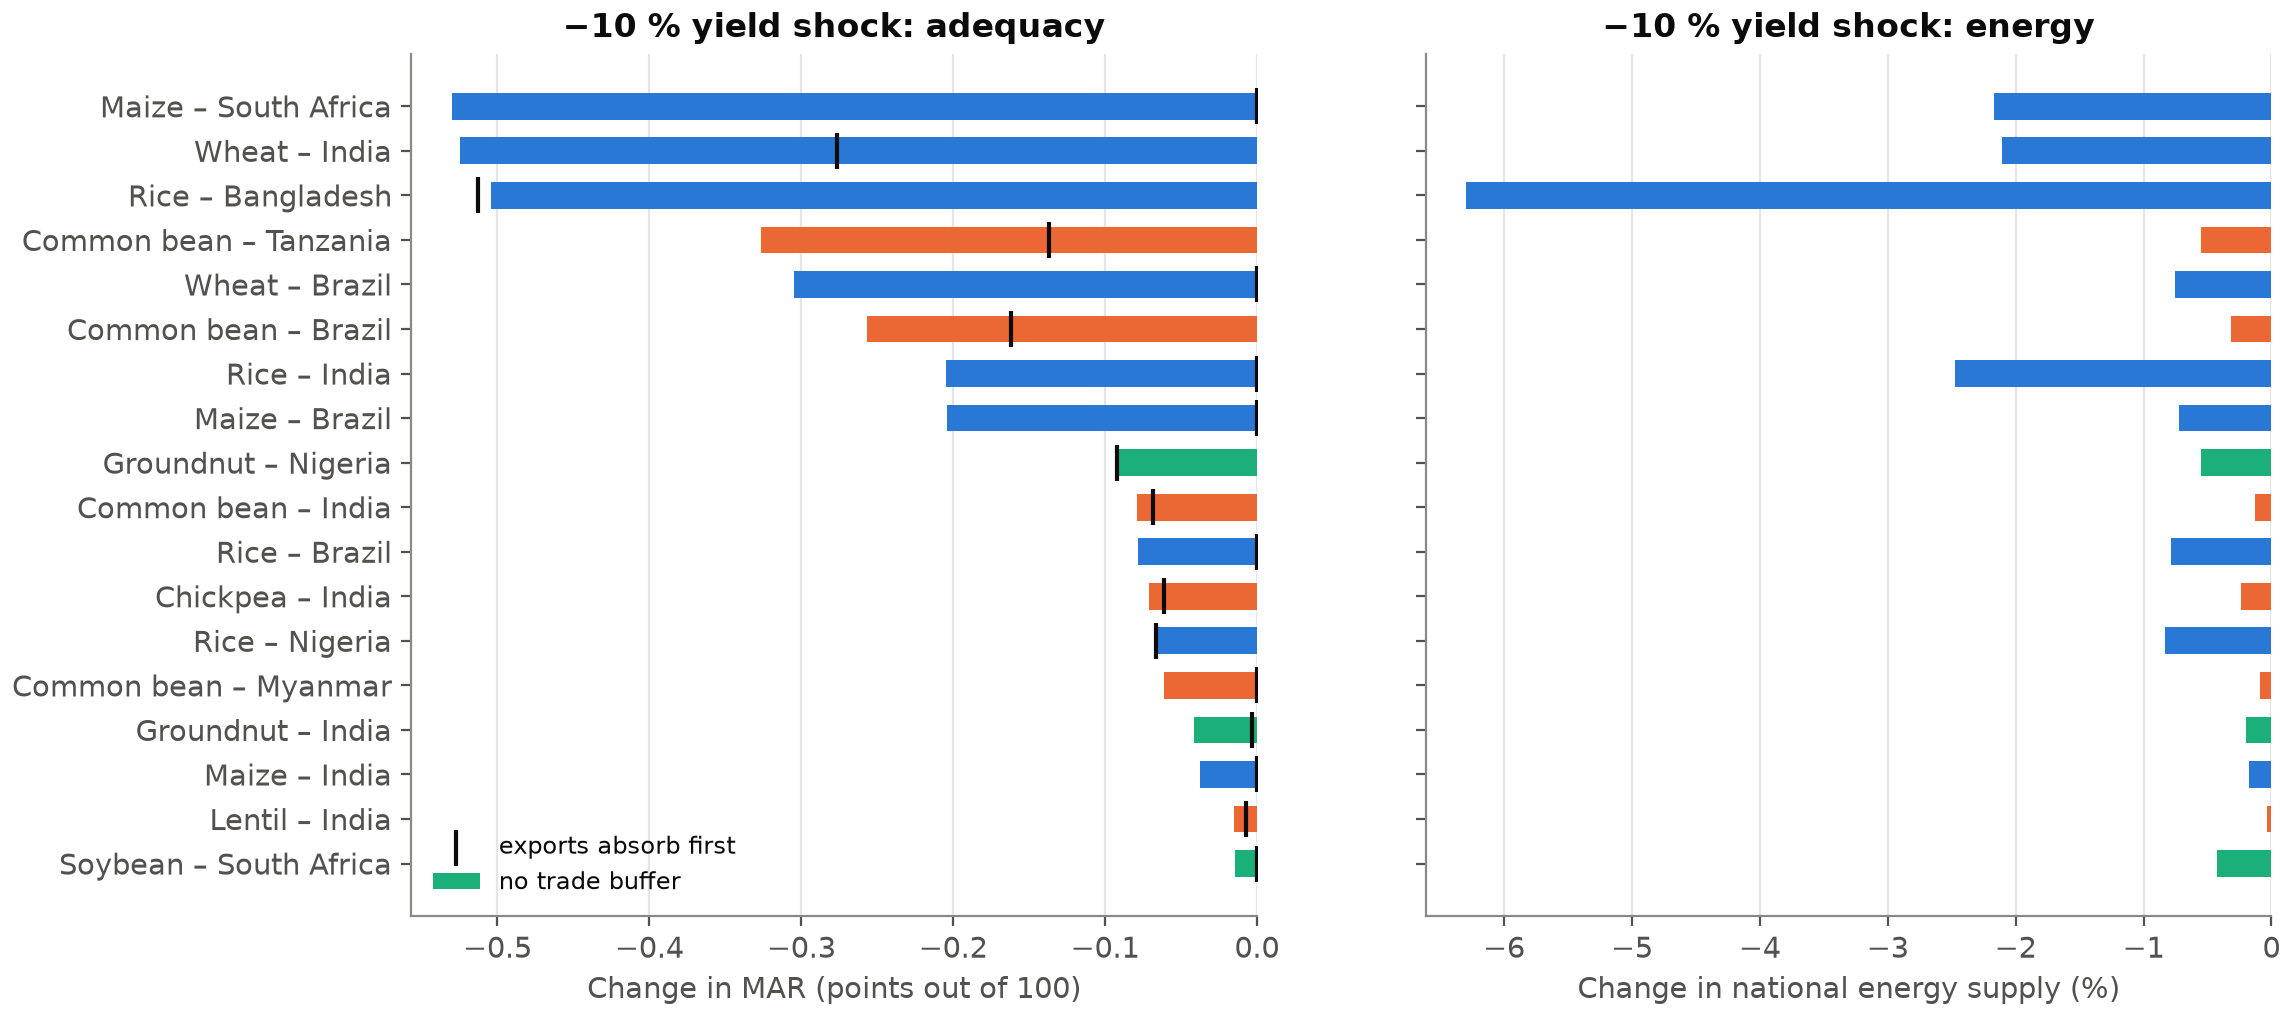 −10 % yield shock: adequacy
Maize – South Africa
Wheat – India
Rice – Bangladesh
Common bean – Tanzania
Wheat – Brazil
Common bean – Brazil
Rice – India
Maize – Brazil
Groundnut – Nigeria
Common bean – India
Rice – Brazil
Chickpea – India
Rice – Nigeria
Common bean – Myanmar
Groundnut – India
Maize – India
Lentil – India
Soybean – South Africa
exports absorb first
no trade buffer
−0.5 −0.4 −0.3 −0.2 −0.1 0.0
Change in MAR (points out of 100)
−10 % yield shock: energy
−6 −5 −4 −3 −2 −1 0
Change in national energy supply (%)